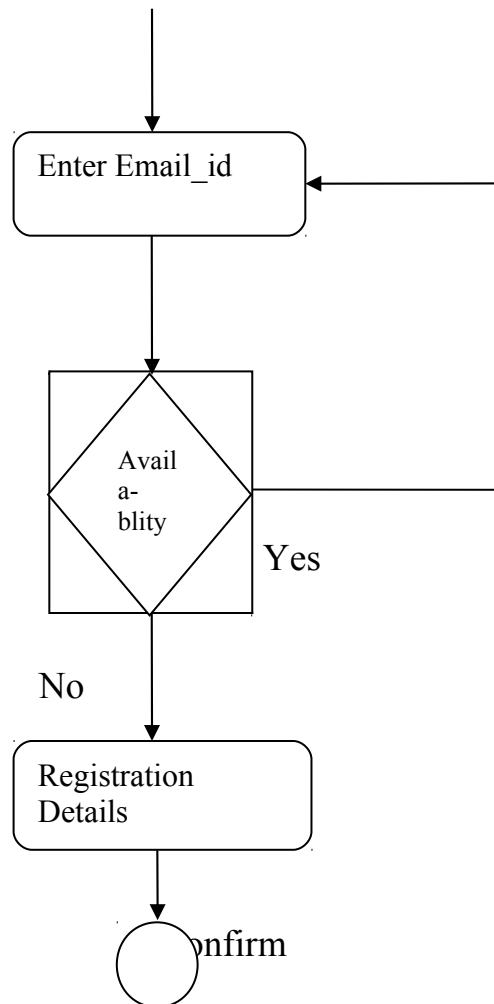 Enter Email_id
Avail
a-
blity
Yes
No
Registration
Details
onfirm